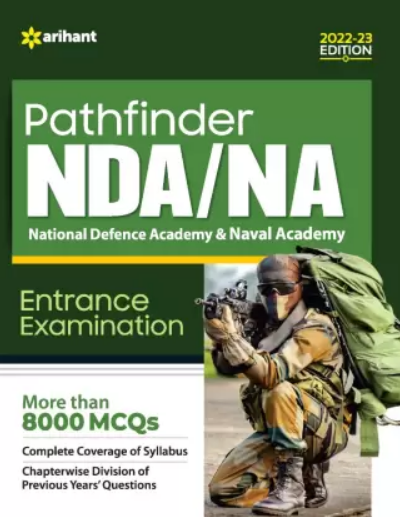 arihant
2022-23
EDITION
Pathfinder
NDA/NA
National Defence Academy & Naval Academy
Entrance
Examination
More than
8000 MCQs
Complete Coverage of Syllabus
Chapterwise Division of
Previous Years' Questions